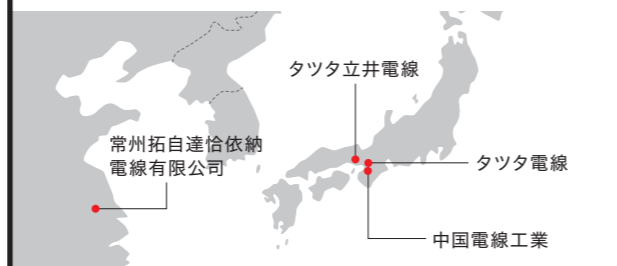 タツタ立井電線
常州拓自達恰依納
電線有限公司
タツタ電線
中国電線工業